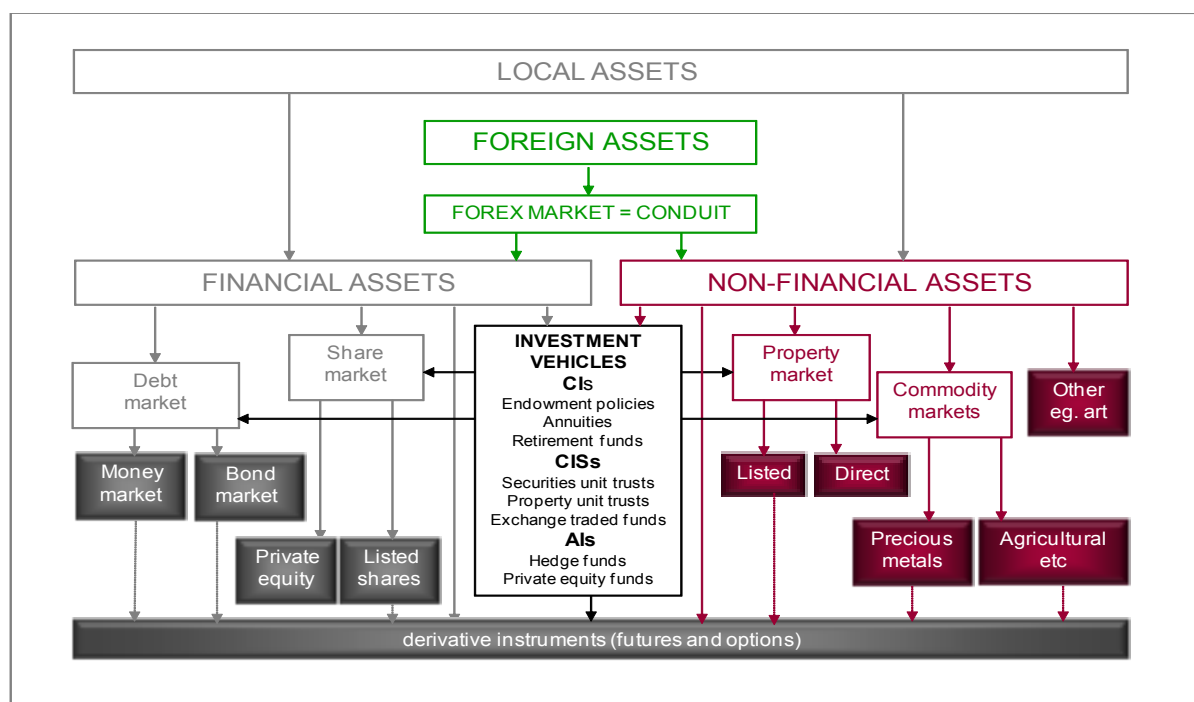 LOCAL ASSETS
FOREIGN ASSETS
FOREX MARKET = CONDUIT
FINANCIAL ASSETS
NON-FINANCIAL ASSETS
Debt
market
Share
market
INVESTMENT
VEHICLES
CIs
Endowment policies
Annuities
Retirement funds
CISs
Securities unit trusts
Property unit trusts
Exchange traded funds
AIs
Hedge funds
Private equity funds
Property
market
Commodity
markets
Other
eg. art
Money
market
Bond
market
Private
equity
Listed
shares
Listed
Direct
Precious
metals
Agricultural
etc
derivative instruments (futures and options)